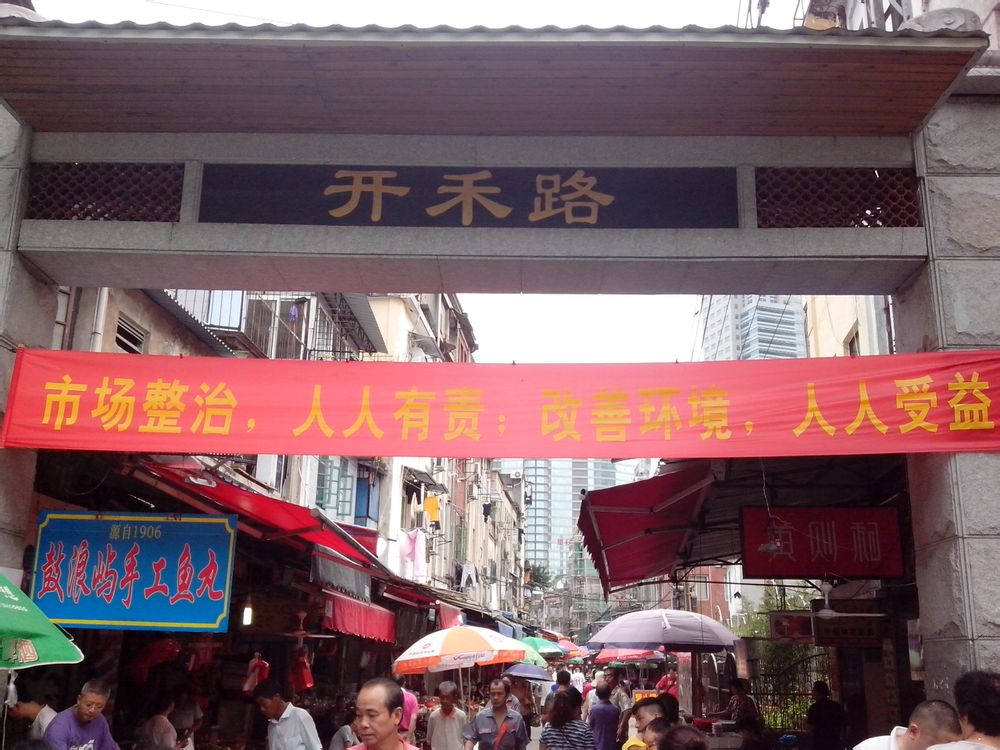 开禾路
市场整治，人人有责；改善环境，人人受益
源自1906
鼓浪屿手工鱼丸